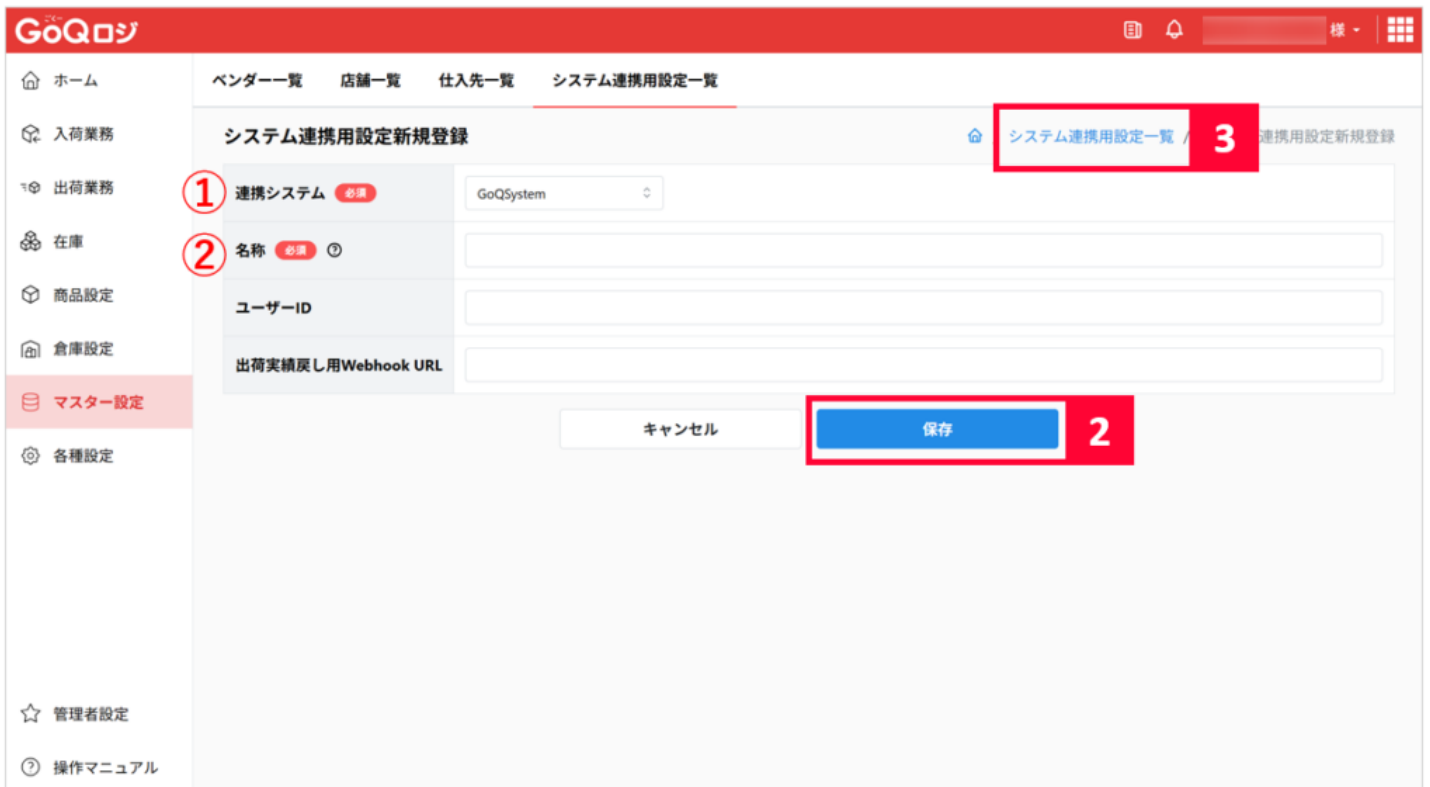 ごくー
GoQロジ
様
ホーム
入荷業務
出荷業務
在庫
商品設定
倉庫設定
マスター設定
各種設定
管理者設定
操作マニュアル
ベンダー一覧 店舗一覧 仕入先一覧 システム連携用設定一覧
システム連携用設定新規登録
システム連携用設定一覧 / 3 連携用設定新規登録
① 連携システム 必須 GoQSystem
② 名称 必須 ?
ユーザーID
出荷実績戻し用Webhook URL
キャンセル 保存 2